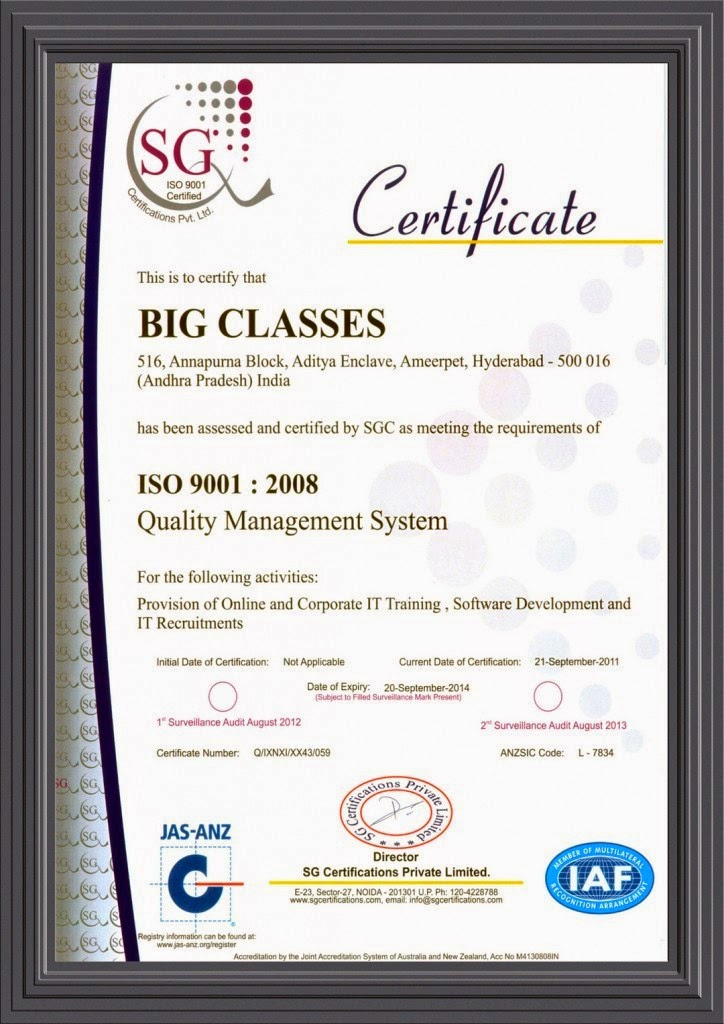 SG
ISO 9001
Certified
Certifications Pvt. Ltd.
Certificate
This is to certify that
BIG CLASSES
516, Annapurna Block, Aditya Enclave, Ameerpet, Hyderabad - 500 016
(Andhra Pradesh) India
has been assessed and certified by SGC as meeting the requirements of
ISO 9001 : 2008
Quality Management System
For the following activities:
Provision of Online and Corporate IT Training , Software Development and
IT Recruitments
Initial Date of Certification: Not Applicable Current Date of Certification: 21-September-2011
Date of Expiry: 20-September-2014
(Subject to Filled Surveillance Mark Present)
1st Surveillance Audit August 2012 2nd Surveillance Audit August 2013
Certificate Number: Q/IXNXI/XX43/059 ANZSIC Code: L - 7834
SG Certifications Private Limited
Director
SG Certifications Private Limited.
E-23, Sector-27, NOIDA - 201301 U.P. Ph: 120-4228788
www.sgcertifications.com, email: info@sgcertifications.com
JAS-ANZ
Registry information can be found at:
www.jas-anz.org/register
MEMBER OF MULTILATERAL
IAF
RECOGNITION ARRANGEMENT
Accreditation by the Joint Accreditation System of Australia and New Zealand, Acc No M4130808IN